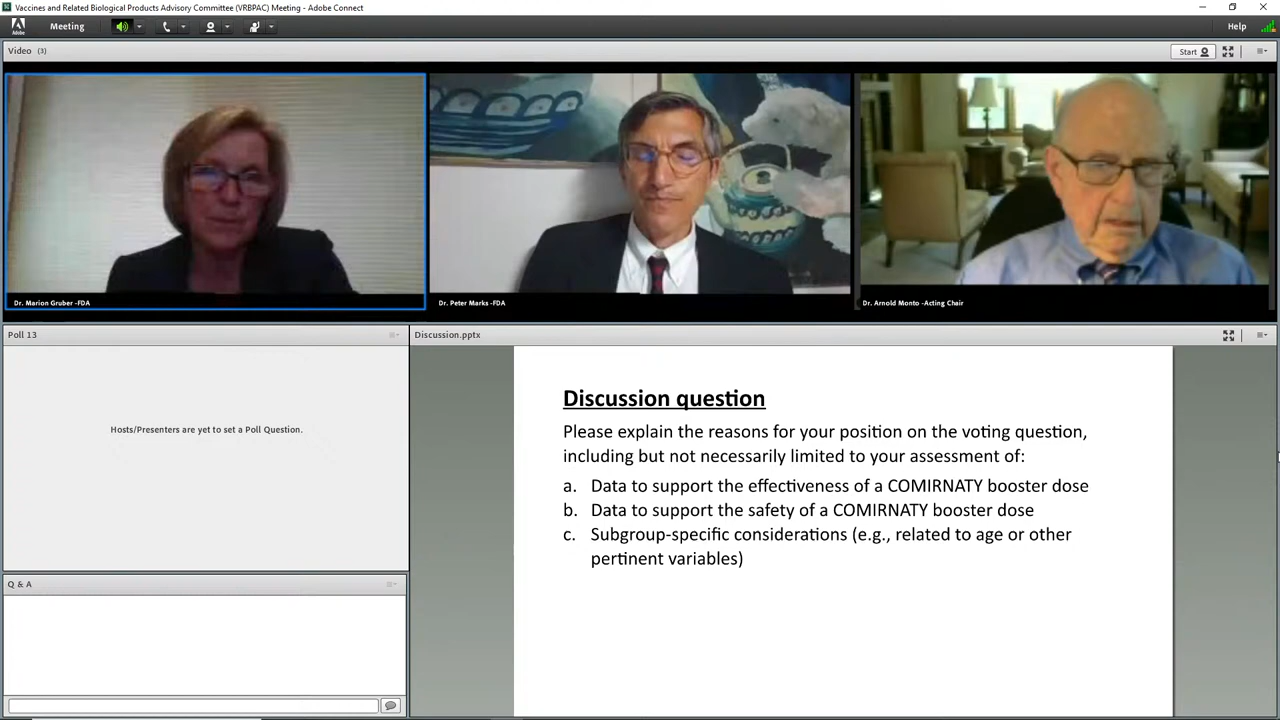 Vaccines and Related Biological Products Advisory Committee (VRBPAC) Meeting - Adobe Connect
Adobe
Meeting
Help
Video (3)
Start
Dr. Marion Gruber -FDA
Dr. Peter Marks -FDA
Dr. Arnold Monto -Acting Chair
Poll 13
Discussion.pptx
Hosts/Presenters are yet to set a Poll Question.
Discussion question
Please explain the reasons for your position on the voting question,
including but not necessarily limited to your assessment of:
a. Data to support the effectiveness of a COMIRNATY booster dose
b. Data to support the safety of a COMIRNATY booster dose
c. Subgroup-specific considerations (e.g., related to age or other
pertinent variables)
Q & A